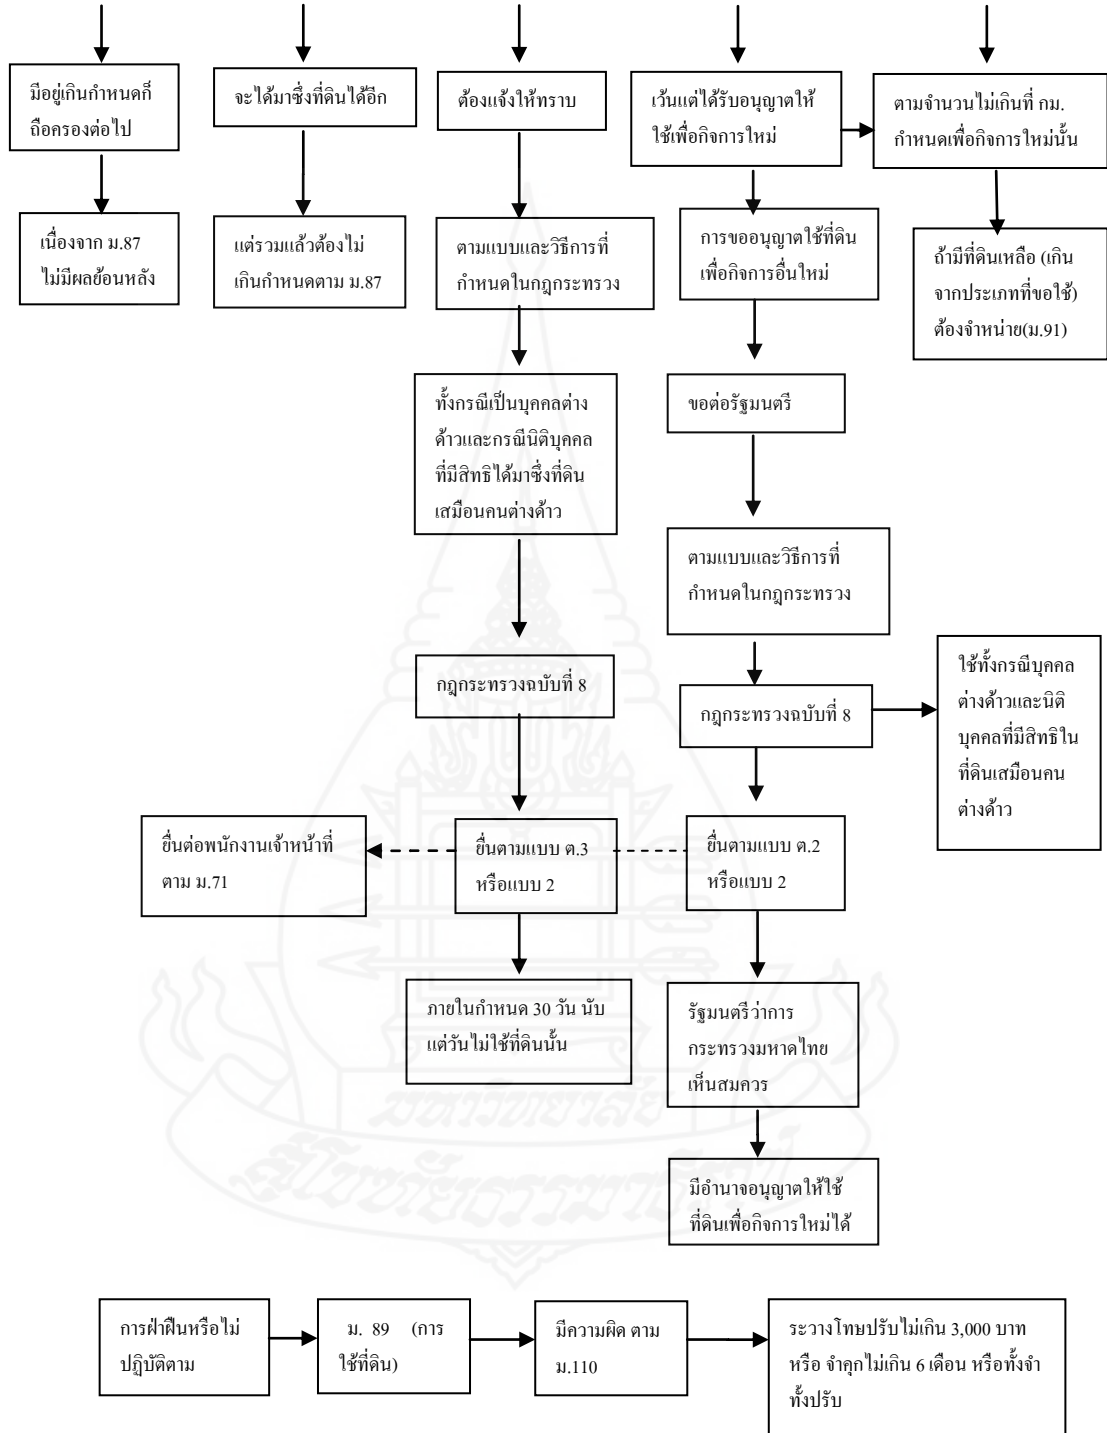 มีอยู่เกินกำหนดก็
ถือครองต่อไป
จะได้มาซึ่งที่ดินได้อีก
ต้องแจ้งให้ทราบ
เว้นแต่ได้รับอนุญาตให้
ใช้เพื่อกิจการใหม่
ตามจำนวนไม่เกินที่ กม.
กำหนดเพื่อกิจการใหม่นั้น
เนื่องจาก ม.87
ไม่มีผลย้อนหลัง
แต่รวมแล้วต้องไม่
เกินกำหนดตาม ม.87
ตามแบบและวิธีการที่
กำหนดในกฎกระทรวง
การขออนุญาตใช้ที่ดิน
เพื่อกิจการอื่นใหม่
ถ้ามีที่ดินเหลือ (เกิน
จากประเภทที่ขอใช้)
ต้องจำหน่าย(ม.91)
ทั้งกรณีเป็นบุคคลต่าง
ด้าวและกรณีนิติบุคคล
ที่มีสิทธิได้มาซึ่งที่ดิน
เสมือนคนต่างด้าว
ขอต่อรัฐมนตรี
ตามแบบและวิธีการที่
กำหนดในกฎกระทรวง
กฎกระทรวงฉบับที่ 8
กฎกระทรวงฉบับที่ 8
ใช้ทั้งกรณีบุคคล
ต่างด้าวและนิติ
บุคคลที่มีสิทธิใน
ที่ดินเสมือนคน
ต่างด้าว
ยื่นต่อพนักงานเจ้าหน้าที่
ตาม ม.71
ยื่นตามแบบ ต.3
หรือแบบ 2
ยื่นตามแบบ ต.2
หรือแบบ 2
ภายในกำหนด 30 วัน นับ
แต่วันไม่ใช้ที่ดินนั้น
รัฐมนตรีว่าการ
กระทรวงมหาดไทย
เห็นสมควร
มหาวิทยาลัย
สุโขทัยธรรมาธิราช
มีอำนาจอนุญาตให้ใช้
ที่ดินเพื่อกิจการใหม่ได้
การฝ่าฝืนหรือไม่
ปฏิบัติตาม
ม. 89 (การ
ใช้ที่ดิน)
มีความผิด ตาม
ม.110
ระวางโทษปรับไม่เกิน 3,000 บาท
หรือ จำคุกไม่เกิน 6 เดือน หรือทั้งจำ
ทั้งปรับ